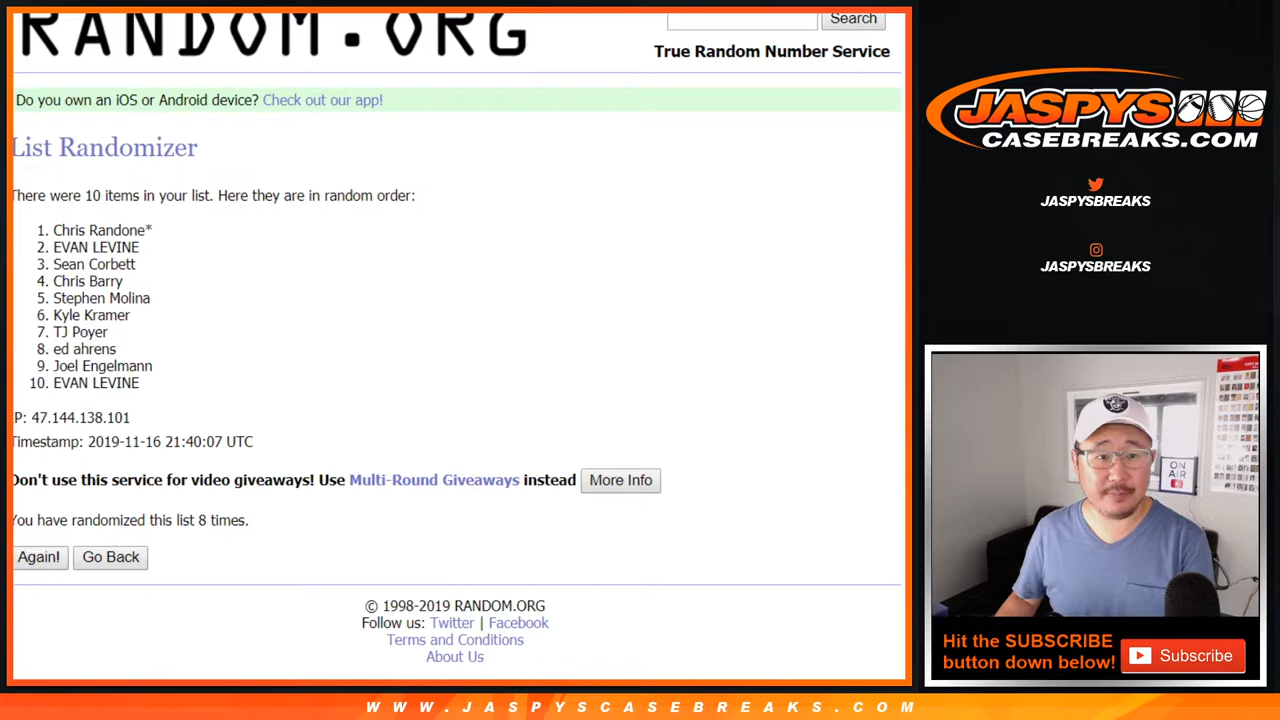 RANDOM.ORG
Search
True Random Number Service
Do you own an iOS or Android device? Check out our app!
List Randomizer
There were 10 items in your list. Here they are in random order:
1. Chris Randone*
2. EVAN LEVINE
3. Sean Corbett
4. Chris Barry
5. Stephen Molina
6. Kyle Kramer
7. TJ Poyer
8. ed ahrens
9. Joel Engelmann
10. EVAN LEVINE
IP: 47.144.138.101
Timestamp: 2019-11-16 21:40:07 UTC
Don't use this service for video giveaways! Use Multi-Round Giveaways instead More Info
You have randomized this list 8 times.
Again! Go Back
© 1998-2019 RANDOM.ORG
Follow us: Twitter | Facebook
Terms and Conditions
About Us
JASPYS
CASEBREAKS.COM
JASPYSBREAKS
JASPYSBREAKS
ON AIR
Hit the SUBSCRIBE
button down below!
Subscribe
WWW.JASPYSCASEBREAKS.COM